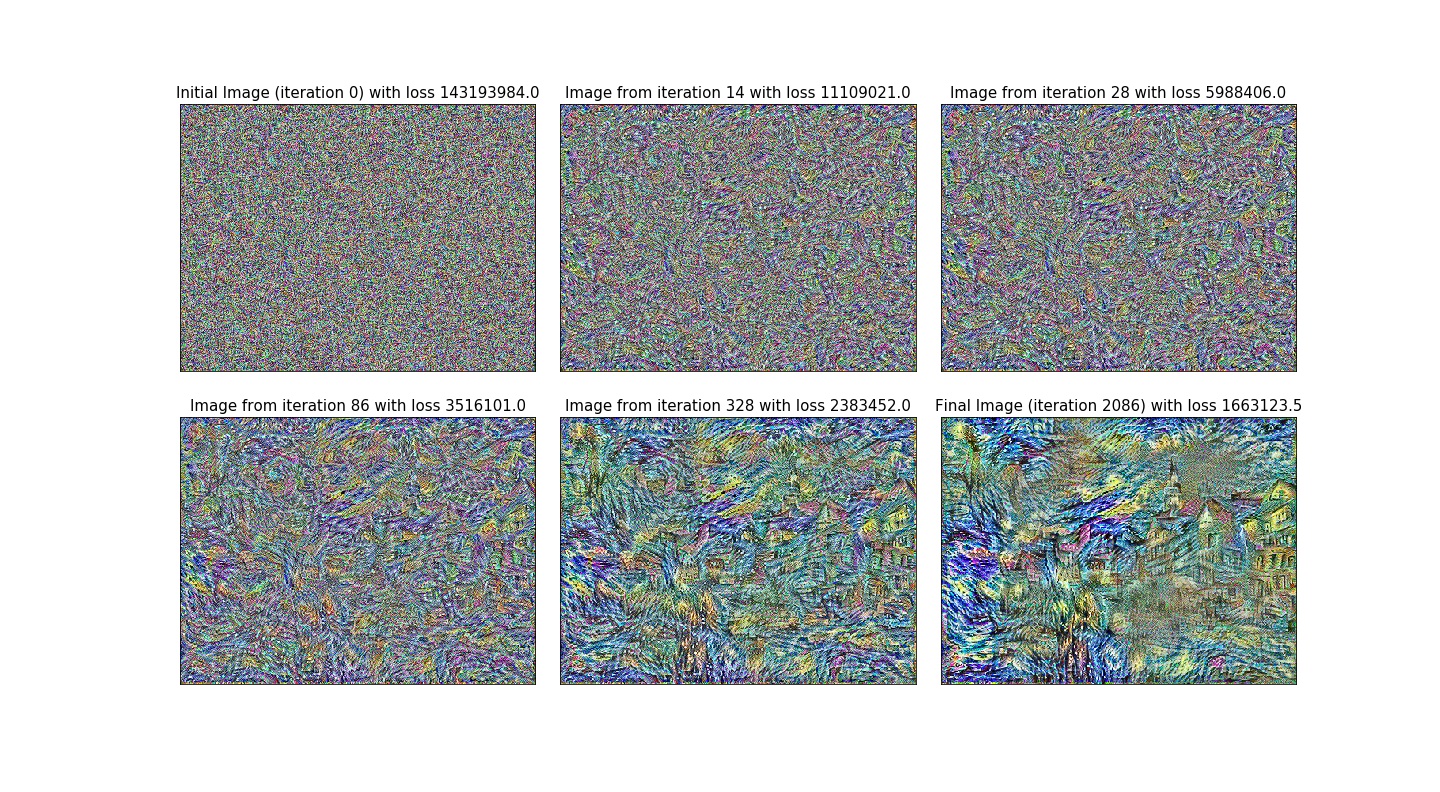 Initial Image (iteration 0) with loss 143193984.0
Image from iteration 14 with loss 11109021.0
Image from iteration 28 with loss 5988406.0
Image from iteration 86 with loss 3516101.0
Image from iteration 328 with loss 2383452.0
Final Image (iteration 2086) with loss 1663123.5